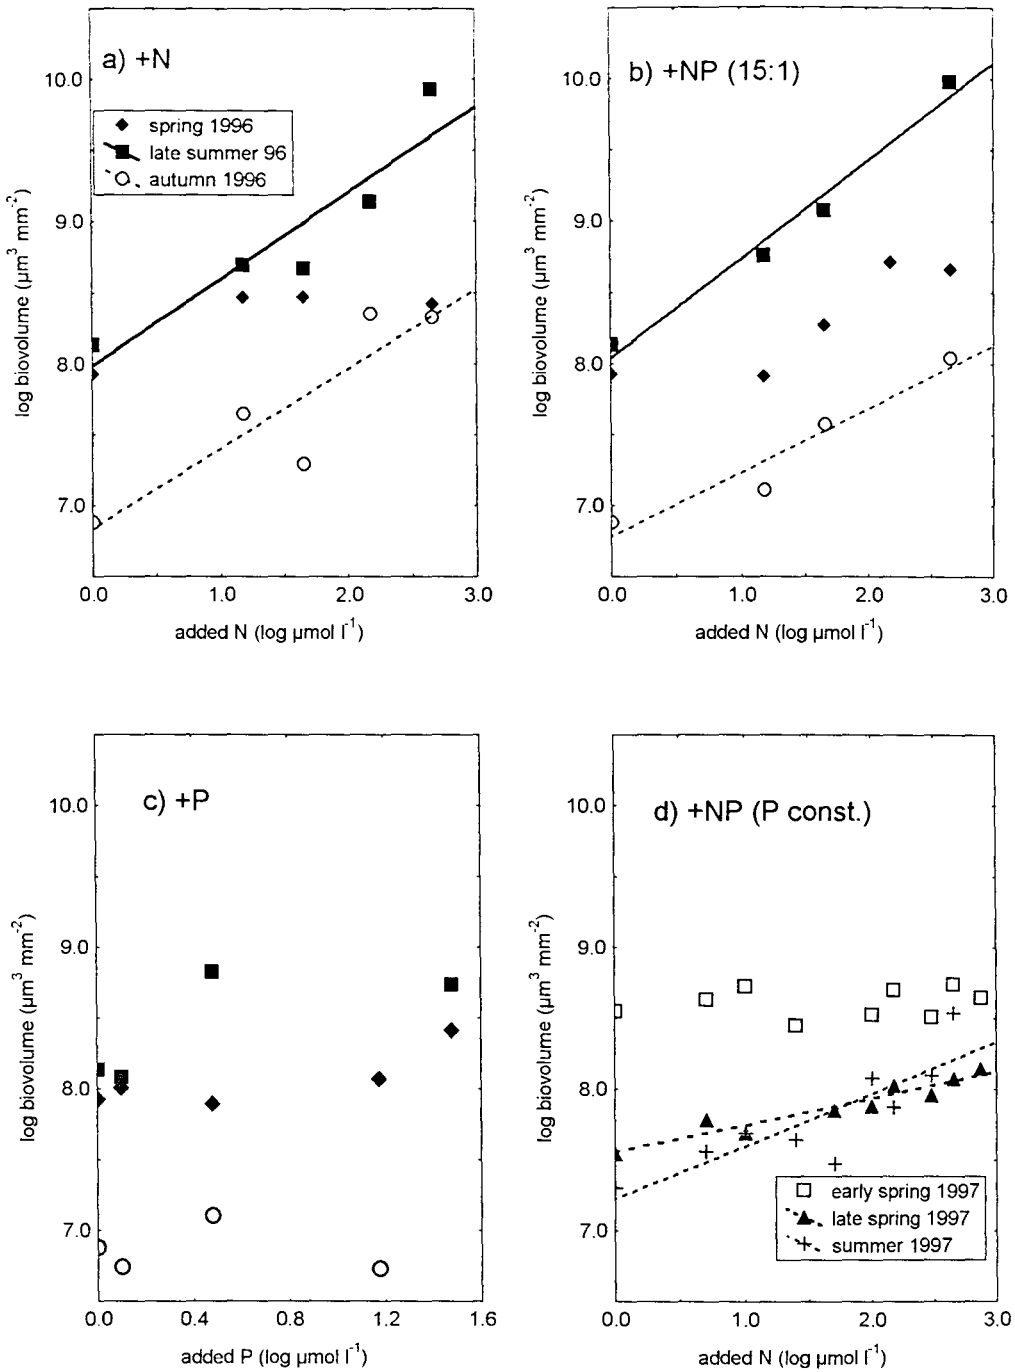 a) +N
10.0
9.0
8.0
7.0
log biovolume (µm³ mm⁻²)
spring 1996
late summer 96
autumn 1996
0.0 1.0 2.0 3.0
added N (log µmol l⁻¹)
b) +NP (15:1)
10.0
9.0
8.0
7.0
log biovolume (µm³ mm⁻²)
0.0 1.0 2.0 3.0
added N (log µmol l⁻¹)
c) +P
10.0
9.0
8.0
7.0
log biovolume (µm³ mm⁻²)
0.0 0.4 0.8 1.2 1.6
added P (log µmol l⁻¹)
d) +NP (P const.)
10.0
9.0
8.0
7.0
log biovolume (µm³ mm⁻²)
early spring 1997
late spring 1997
summer 1997
0.0 1.0 2.0 3.0
added N (log µmol l⁻¹)